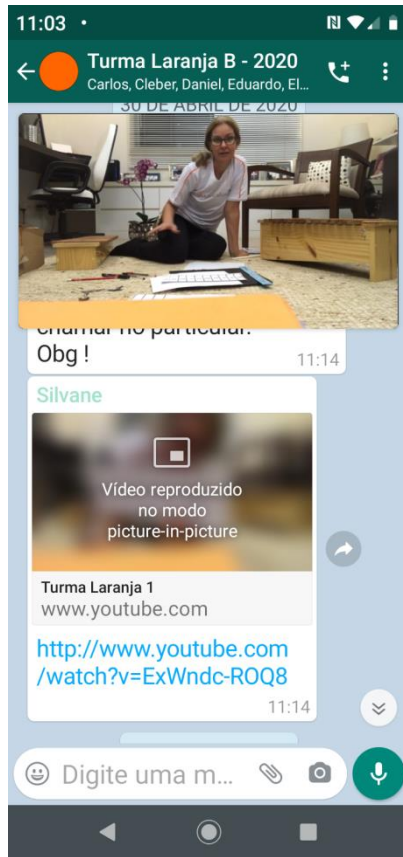 11:03 •
Turma Laranja B - 2020
Carlos, Cleber, Daniel, Eduardo, El...
30 DE ABRIL DE 2020
chamar no particular.
Obg !
11:14
Silvane
Vídeo reproduzido
no modo
picture-in-picture
Turma Laranja 1
www.youtube.com
http://www.youtube.com
/watch?v=ExWndc-ROQ8
11:14
Digite uma m...